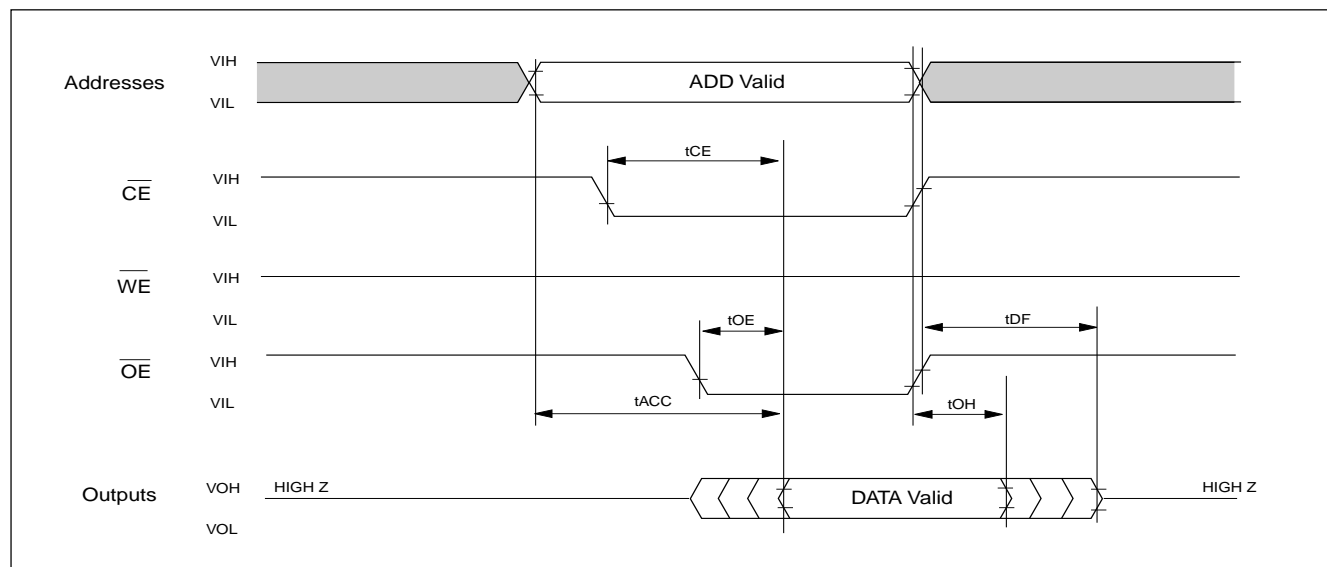 VIH
Addresses
ADD Valid
VIL
tCE
VIH
CE
VIL
VIH
WE
VIL
tOE
tDF
VIH
OE
VIL
tACC
tOH
VOH
HIGH Z
Outputs
DATA Valid
HIGH Z
VOL